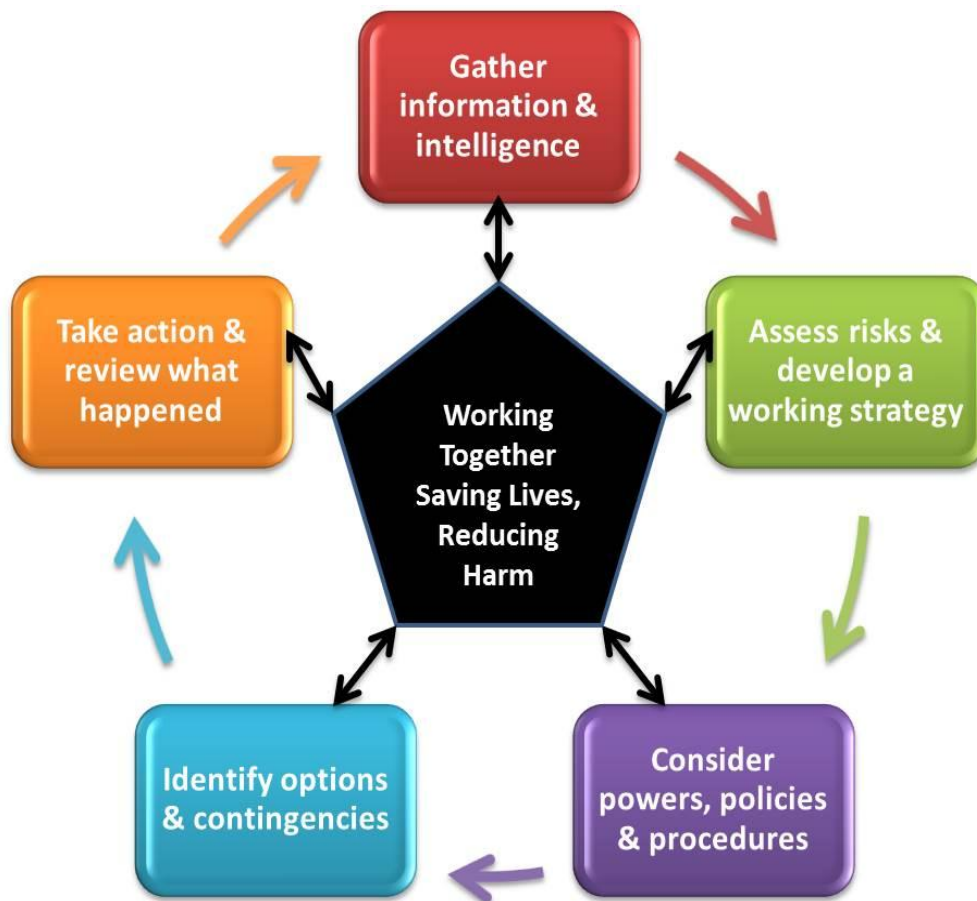 Gather
information &
intelligence
Assess risks &
develop a
working strategy
Consider
powers, policies
& procedures
Identify options
& contingencies
Take action &
review what
happened
Working
Together
Saving Lives,
Reducing
Harm